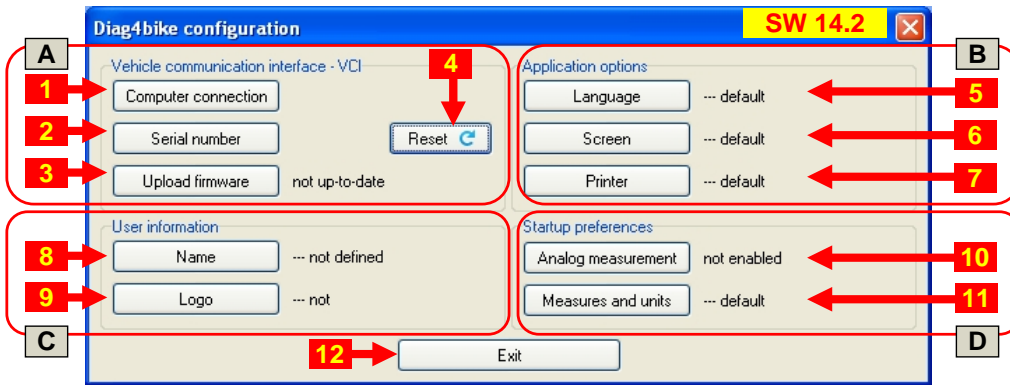 Diag4bike configuration
SW 14.2
A
B
Vehicle communication interface - VCI
4
Application options
1
Computer connection
Language
--- default
5
2
Serial number
Reset
Screen
--- default
6
3
Upload firmware
not up-to-date
Printer
--- default
7
User information
Startup preferences
8
Name
--- not defined
Analog measurement
not enabled
10
9
Logo
--- not
Measures and units
--- default
11
C
D
12
Exit